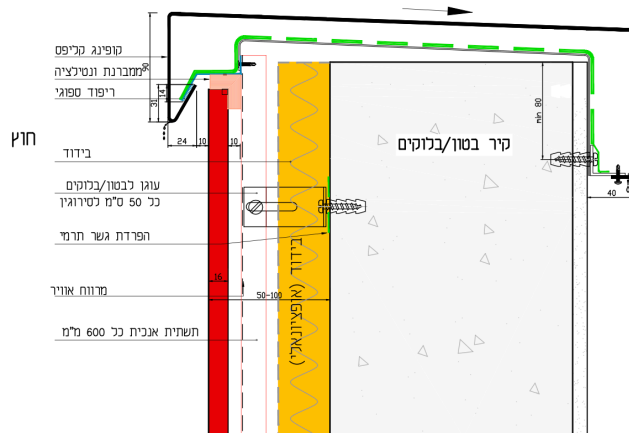 קופינג קליפס
ממברנת ונטילציה
ריפוד ספוגי
חוץ
בידוד
עוגן לבטון/בלוקים
כל 50 ס"מ לסירוגין
הפרדת גשר תרמי
מרווח אוויר
תשתית אנכית כל 600 מ"מ
קיר בטון/בלוקים
בידוד (אופציונאלי)
90
31
14
24
10
10
16
50-100
min 80
40